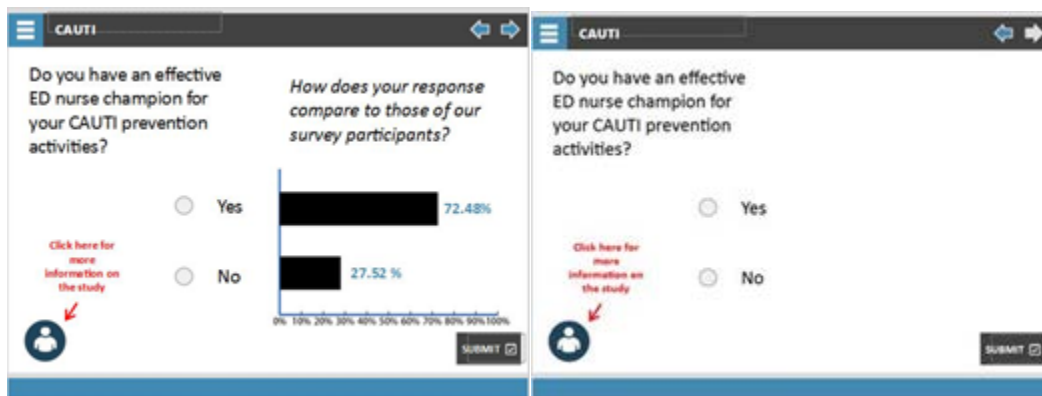 CAUTI
Do you have an effective
ED nurse champion for
your CAUTI prevention
activities?
How does your response
compare to those of our
survey participants?
Yes
72.48%
No
27.52 %
Click here for
more
information on
the study
0% 10% 20% 30% 40% 50% 60% 70% 80% 90% 100%
SUBMIT
CAUTI
Do you have an effective
ED nurse champion for
your CAUTI prevention
activities?
Yes
No
Click here for
more
information on
the study
SUBMIT